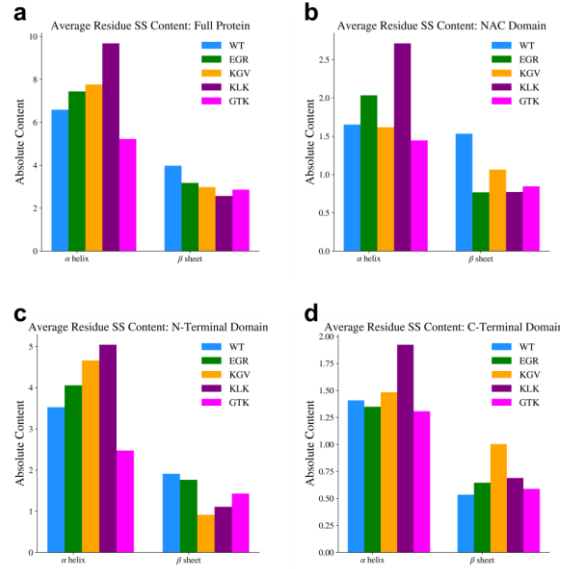 a
Average Residue SS Content: Full Protein
10
8
6
4
2
0
Absolute Content
WT
EGR
KGV
KLK
GTK
α helix
β sheet
b
Average Residue SS Content: NAC Domain
2.5
2.0
1.5
1.0
0.5
0.0
Absolute Content
WT
EGR
KGV
KLK
GTK
α helix
β sheet
c
Average Residue SS Content: N-Terminal Domain
5
4
3
2
1
0
Absolute Content
WT
EGR
KGV
KLK
GTK
α helix
β sheet
d
Average Residue SS Content: C-Terminal Domain
2.00
1.75
1.50
1.25
1.00
0.75
0.50
0.25
0.00
Absolute Content
WT
EGR
KGV
KLK
GTK
α helix
β sheet